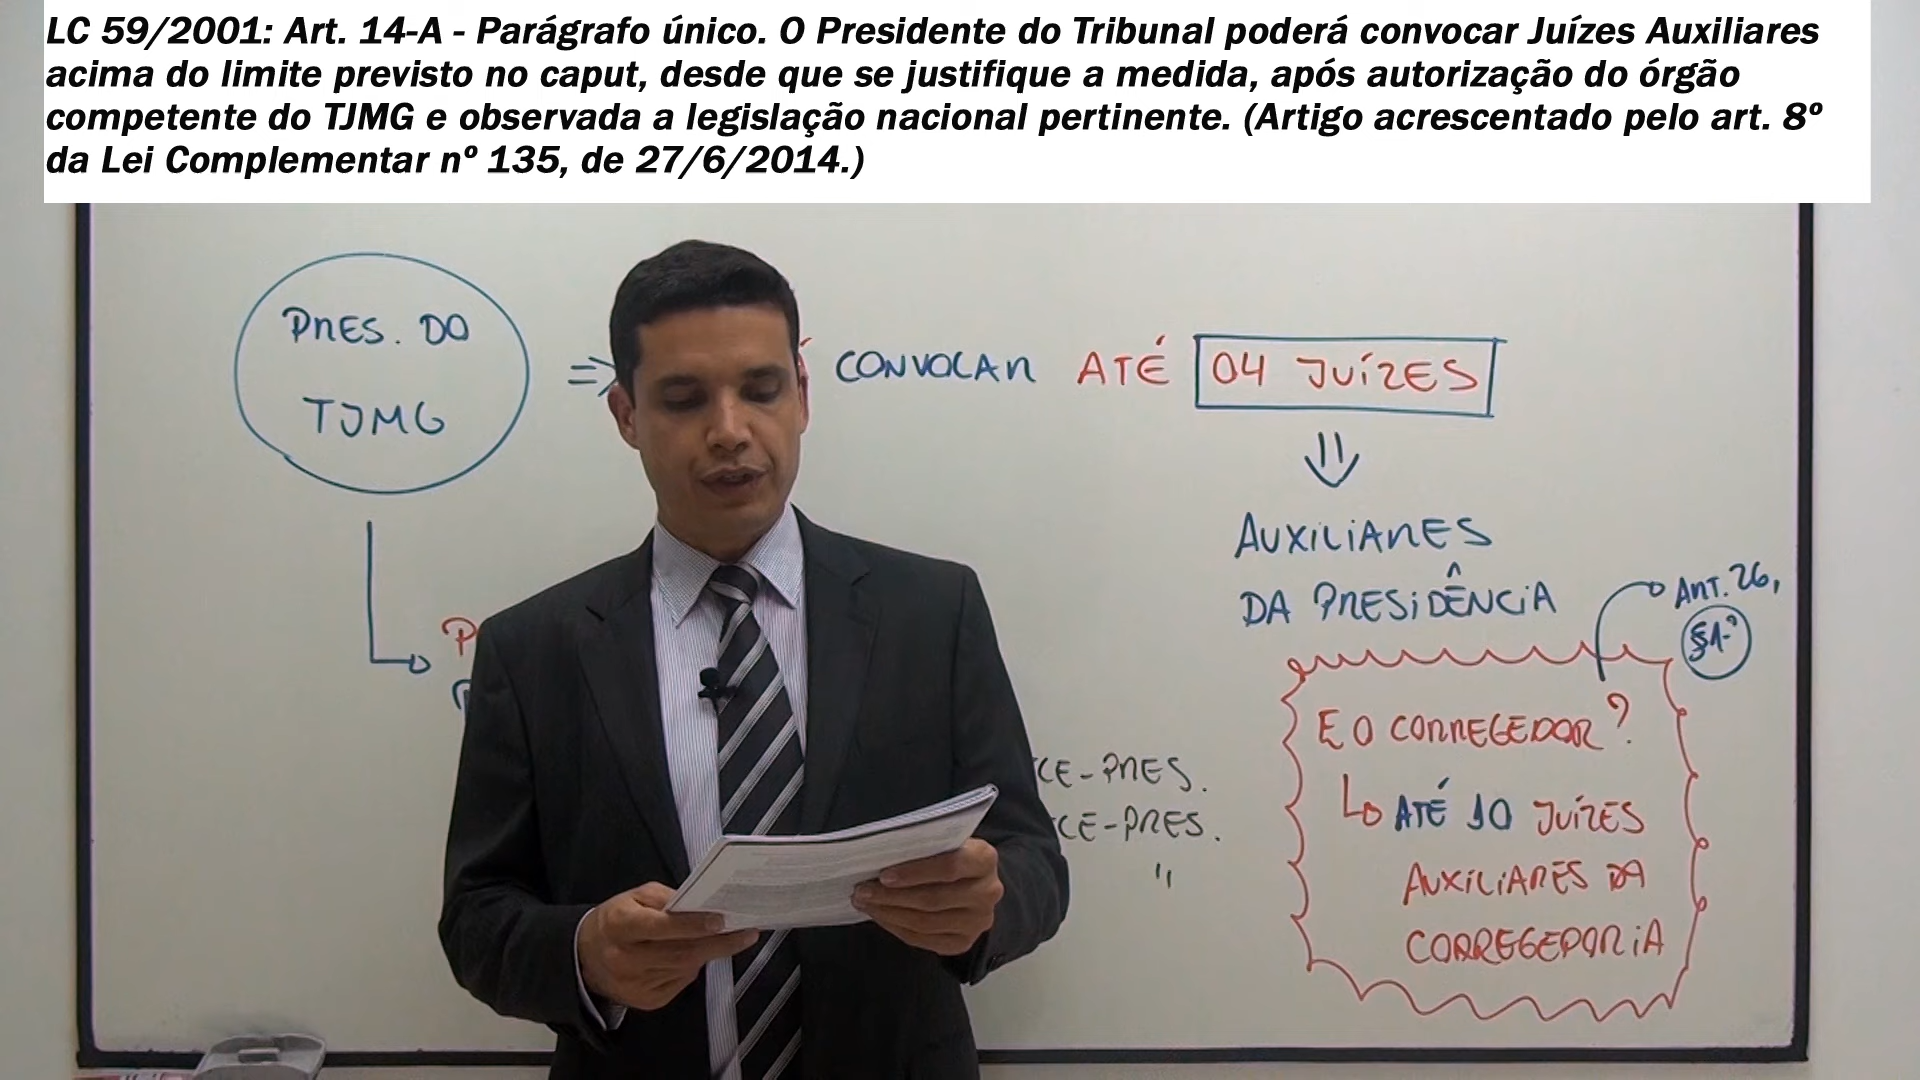 LC 59/2001: Art. 14-A - Parágrafo único. O Presidente do Tribunal poderá convocar Juízes Auxiliares
acima do limite previsto no caput, desde que se justifique a medida, após autorização do órgão
competente do TJMG e observada a legislação nacional pertinente. (Artigo acrescentado pelo art. 8º
da Lei Complementar nº 135, de 27/6/2014.)
PRES. DO
TJMG
⇒
CONVOCAR ATÉ 04 JUÍZES
AUXILIARES
DA PRESIDÊNCIA
ART. 26,
§1º
E O CORREGEDOR?
ATÉ 10 JUÍZES
AUXILIARES DA
CORREGEDORIA
CE-PRES.
CE-PRES.
"